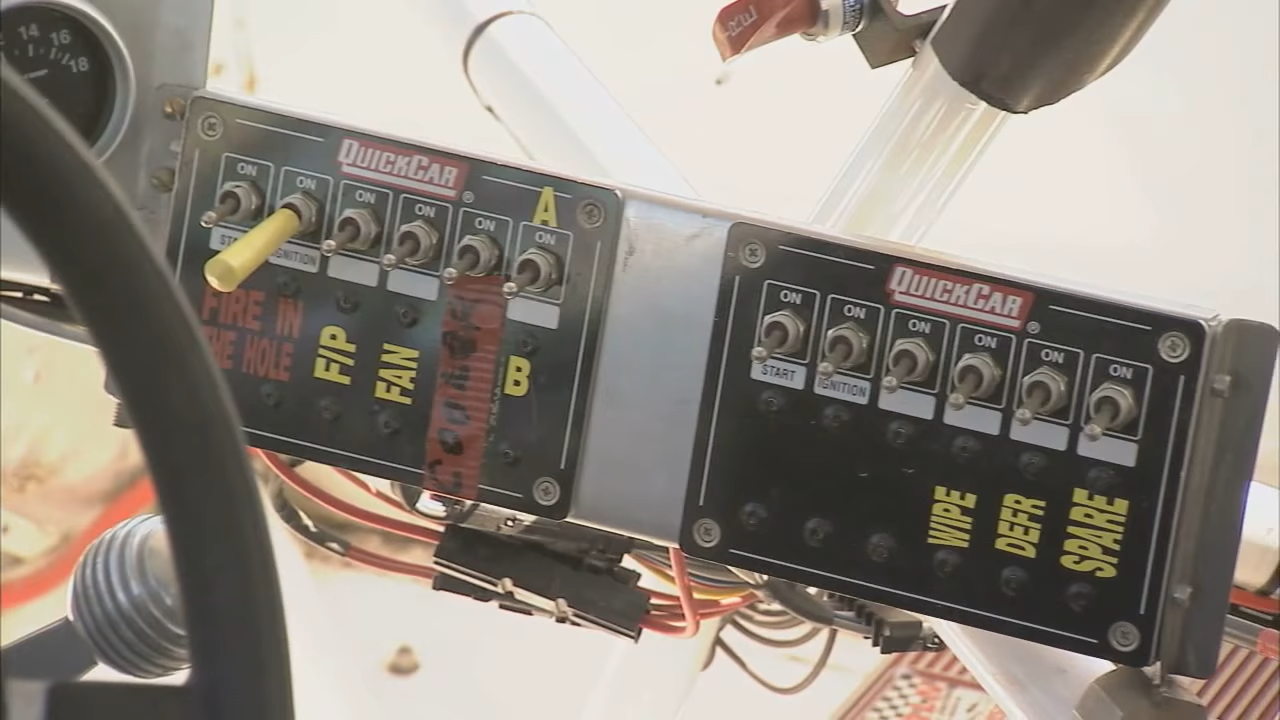 14 16 18
QUICKCAR ®
A
ON ON ON ON ON ON
IGNITION
FIRE IN
THE HOLE
F/P
FAN
B
QUICKCAR ®
ON ON ON ON ON ON
START IGNITION
WIPE
DEFR
SPARE